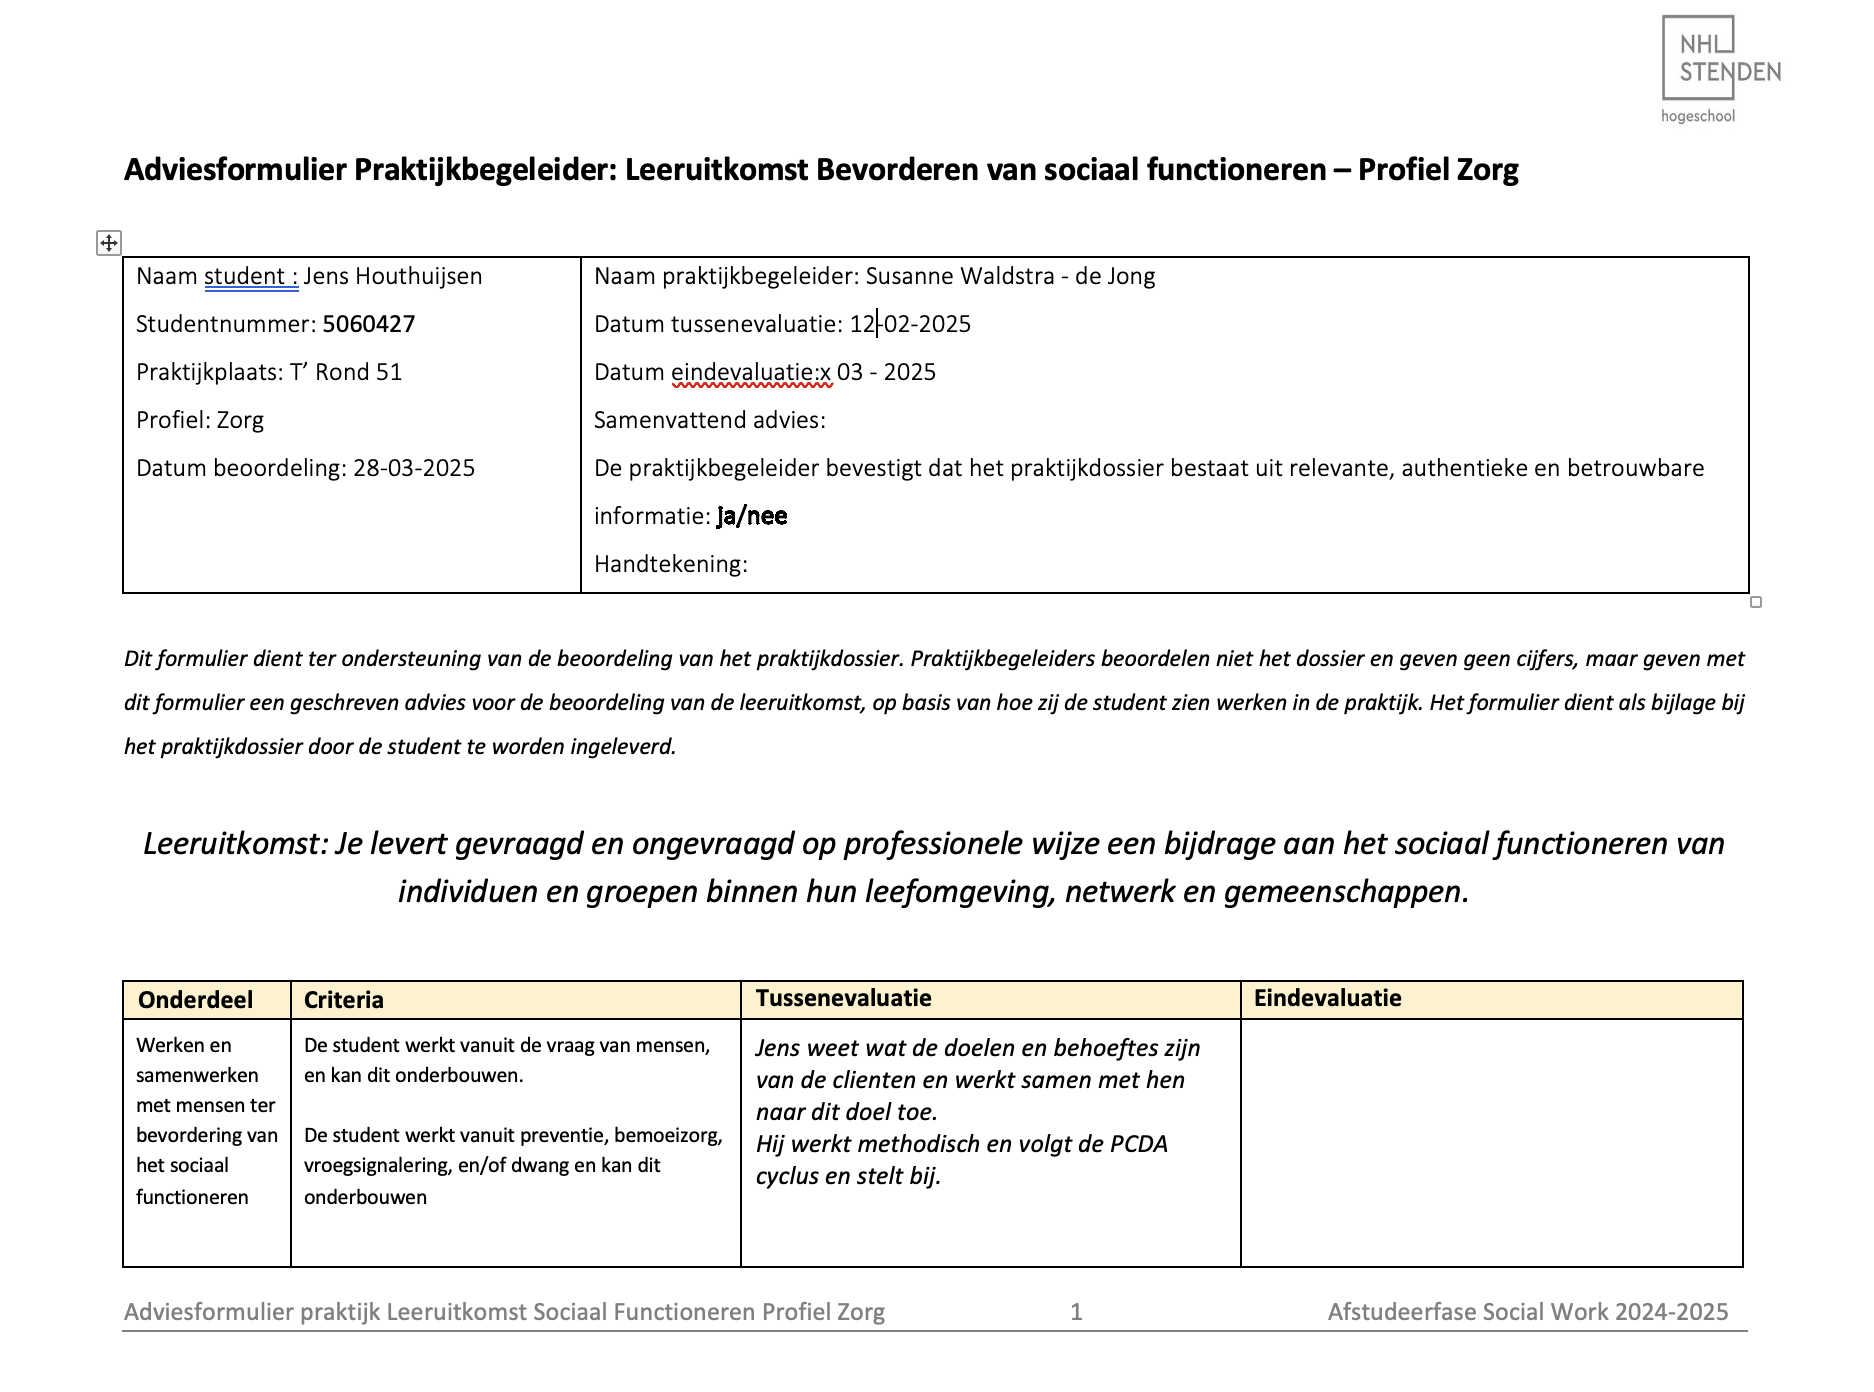 NHL
STENDEN
hogeschool
Adviesformulier Praktijkbegeleider: Leeruitkomst Bevorderen van sociaal functioneren – Profiel Zorg
Naam student : Jens Houthuijsen
Studentnummer: 5060427
Praktijkplaats: T’ Rond 51
Profiel: Zorg
Datum beoordeling: 28-03-2025
Naam praktijkbegeleider: Susanne Waldstra - de Jong
Datum tussenevaluatie: 12-02-2025
Datum eindevaluatie:x 03 - 2025
Samenvattend advies:
De praktijkbegeleider bevestigt dat het praktijkdossier bestaat uit relevante, authentieke en betrouwbare
informatie: ja/nee
Handtekening:
Dit formulier dient ter ondersteuning van de beoordeling van het praktijkdossier. Praktijkbegeleiders beoordelen niet het dossier en geven geen cijfers, maar geven met
dit formulier een geschreven advies voor de beoordeling van de leeruitkomst, op basis van hoe zij de student zien werken in de praktijk. Het formulier dient als bijlage bij
het praktijkdossier door de student te worden ingeleverd.
Leeruitkomst: Je levert gevraagd en ongevraagd op professionele wijze een bijdrage aan het sociaal functioneren van
individuen en groepen binnen hun leefomgeving, netwerk en gemeenschappen.
Onderdeel
Criteria
Tussenevaluatie
Eindevaluatie
Werken en
samenwerken
met mensen ter
bevordering van
het sociaal
functioneren
De student werkt vanuit de vraag van mensen,
en kan dit onderbouwen.
De student werkt vanuit preventie, bemoeizorg,
vroegsignalering, en/of dwang en kan dit
onderbouwen
Jens weet wat de doelen en behoeftes zijn
van de clienten en werkt samen met hen
naar dit doel toe.
Hij werkt methodisch en volgt de PCDA
cyclus en stelt bij.
Adviesformulier praktijk Leeruitkomst Sociaal Functioneren Profiel Zorg
1
Afstudeerfase Social Work 2024-2025